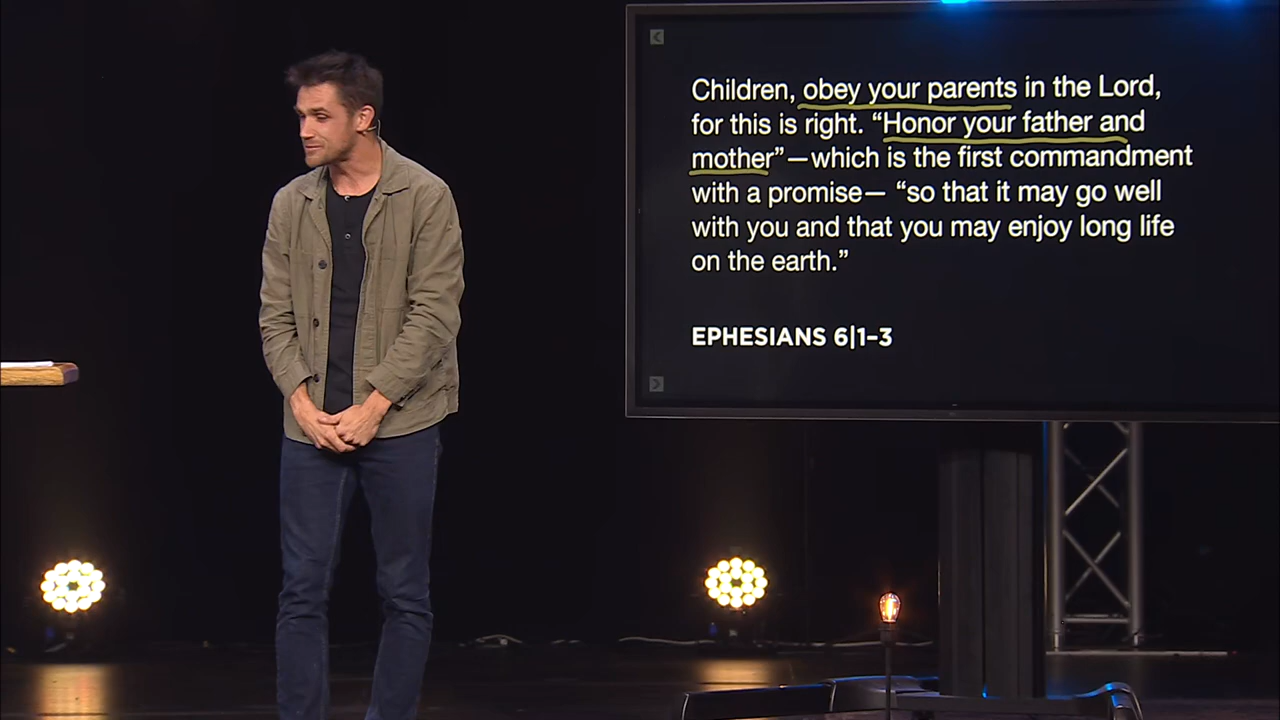 Children, obey your parents in the Lord,
for this is right. “Honor your father and
mother”—which is the first commandment
with a promise— “so that it may go well
with you and that you may enjoy long life
on the earth.”
EPHESIANS 6|1–3